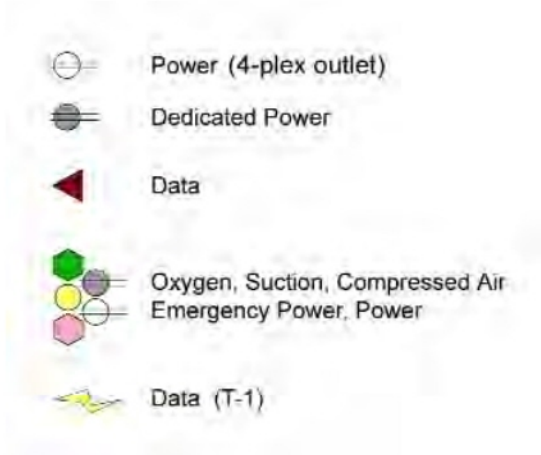 Power (4-plex outlet)
Dedicated Power
Data
Oxygen, Suction, Compressed Air
Emergency Power, Power
Data (T-1)